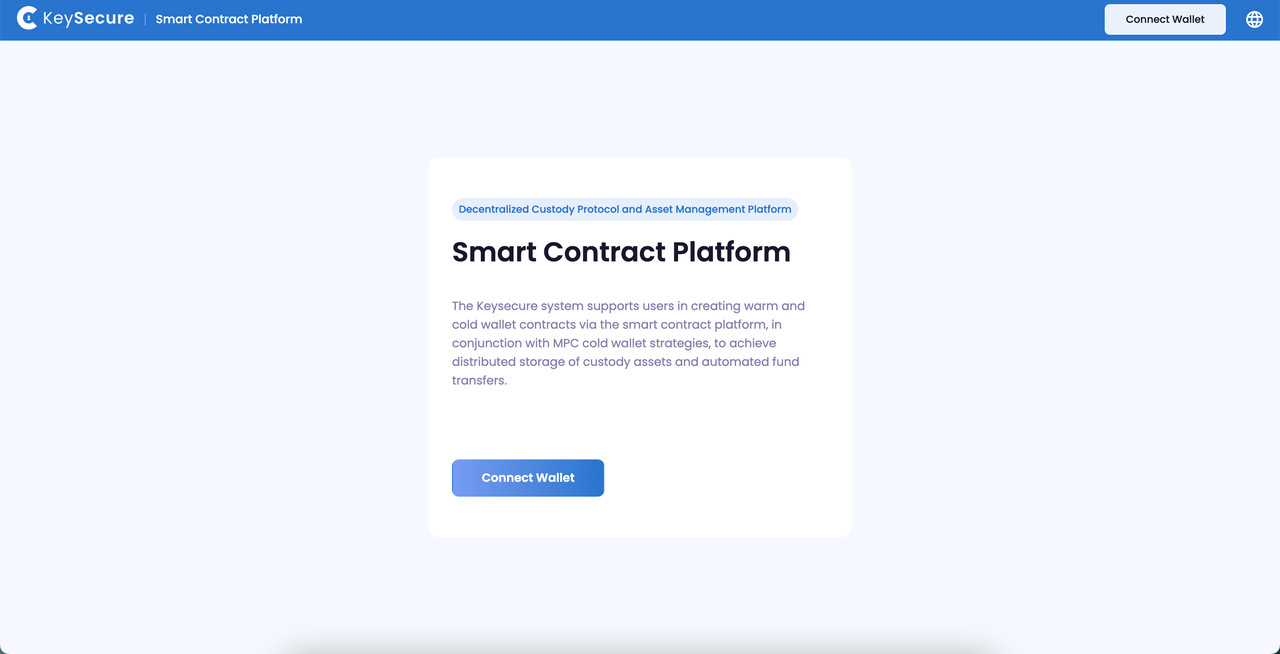 KeySecure | Smart Contract Platform
Connect Wallet
Decentralized Custody Protocol and Asset Management Platform
Smart Contract Platform
The Keysecure system supports users in creating warm and
cold wallet contracts via the smart contract platform, in
conjunction with MPC cold wallet strategies, to achieve
distributed storage of custody assets and automated fund
transfers.
Connect Wallet